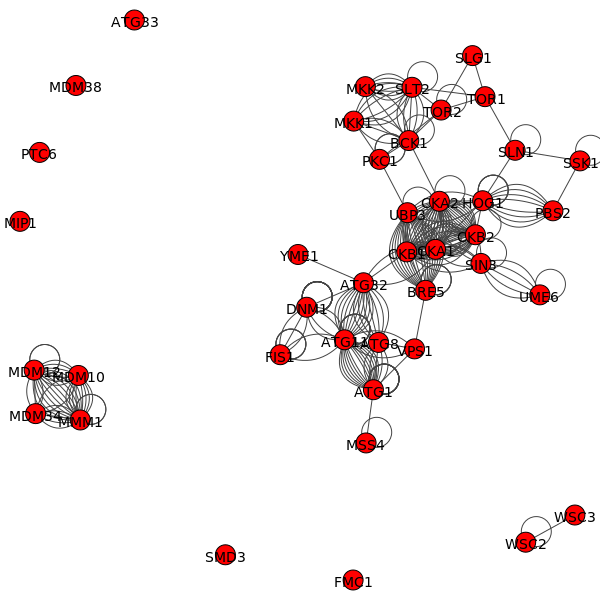 ATG33
SLG1
MDM38
MKK2
SLT2
TOR1
TOR2
MKK1
BCK1
PTC6
PKC1
SLN1
SSK1
CKA2
HOG1
UBP3
PBS2
MIP1
CKB2
CKB1
CKA1
YME1
SIN3
ATG32
BRE5
UME6
DNM1
ATG11
ATG8
VPS1
FIS1
MDM12
MDM10
ATG1
MDM34
MMM1
MSS4
WSC3
WSC2
SMD3
FMC1